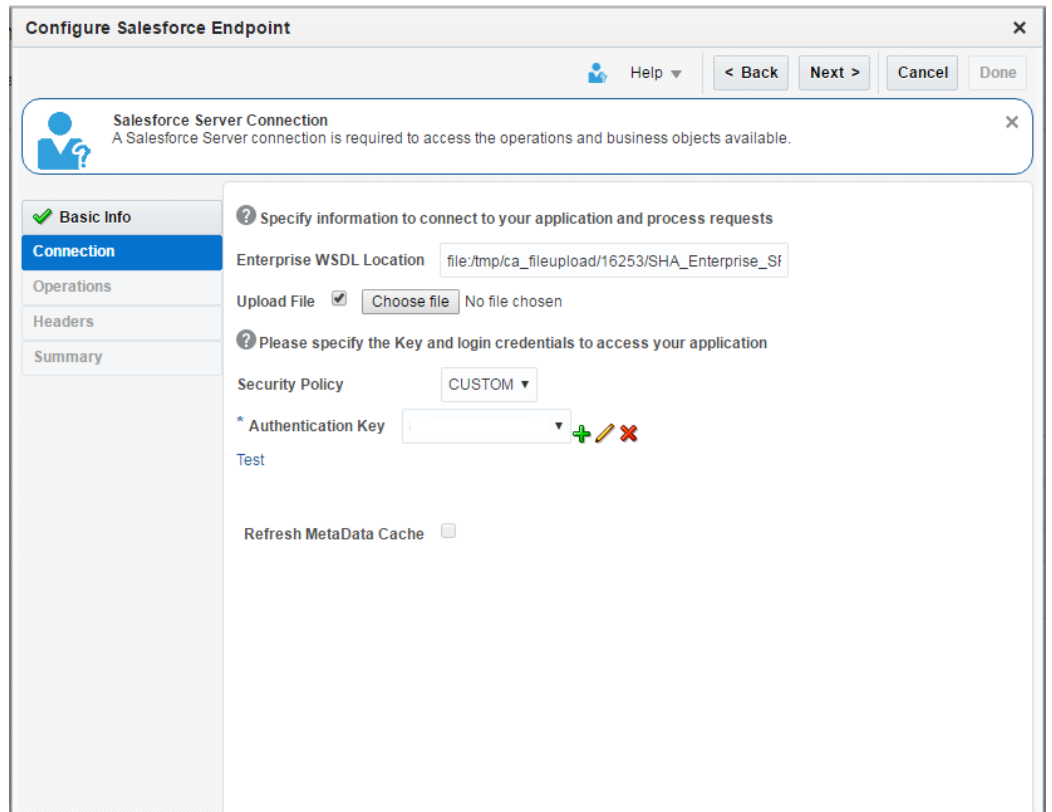 Configure Salesforce Endpoint
Help
< Back
Next >
Cancel
Done
Salesforce Server Connection
A Salesforce Server connection is required to access the operations and business objects available.
Basic Info
Connection
Operations
Headers
Summary
Specify information to connect to your application and process requests
Enterprise WSDL Location file:/tmp/ca_fileupload/16253/SHA_Enterprise_SF
Upload File Choose file No file chosen
Please specify the Key and login credentials to access your application
Security Policy CUSTOM
* Authentication Key
Test
Refresh MetaData Cache